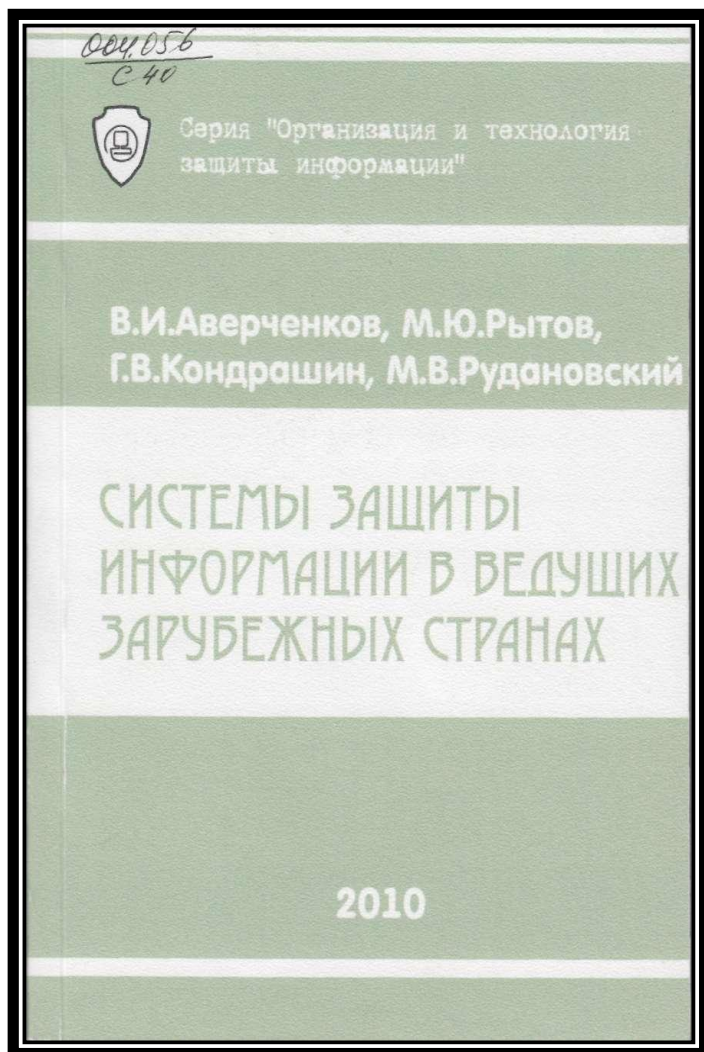 004.056
С 40
Серия "Организация и технология
защиты информации"
В.И.Аверченков, М.Ю.Рытов,
Г.В.Кондрашин, М.В.Рудановский
СИСТЕМЫ ЗАЩИТЫ
ИНФОРМАЦИИ В ВЕДУЩИХ
ЗАРУБЕЖНЫХ СТРАНАХ
2010